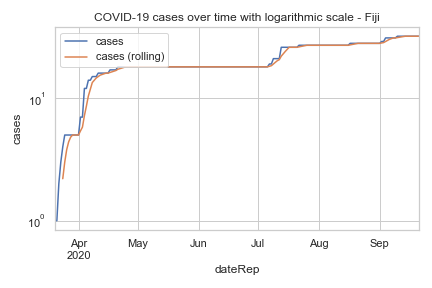 COVID-19 cases over time with logarithmic scale - Fiji
cases
cases (rolling)
10¹
10⁰
cases
Apr
2020
May
Jun
Jul
Aug
Sep
dateRep